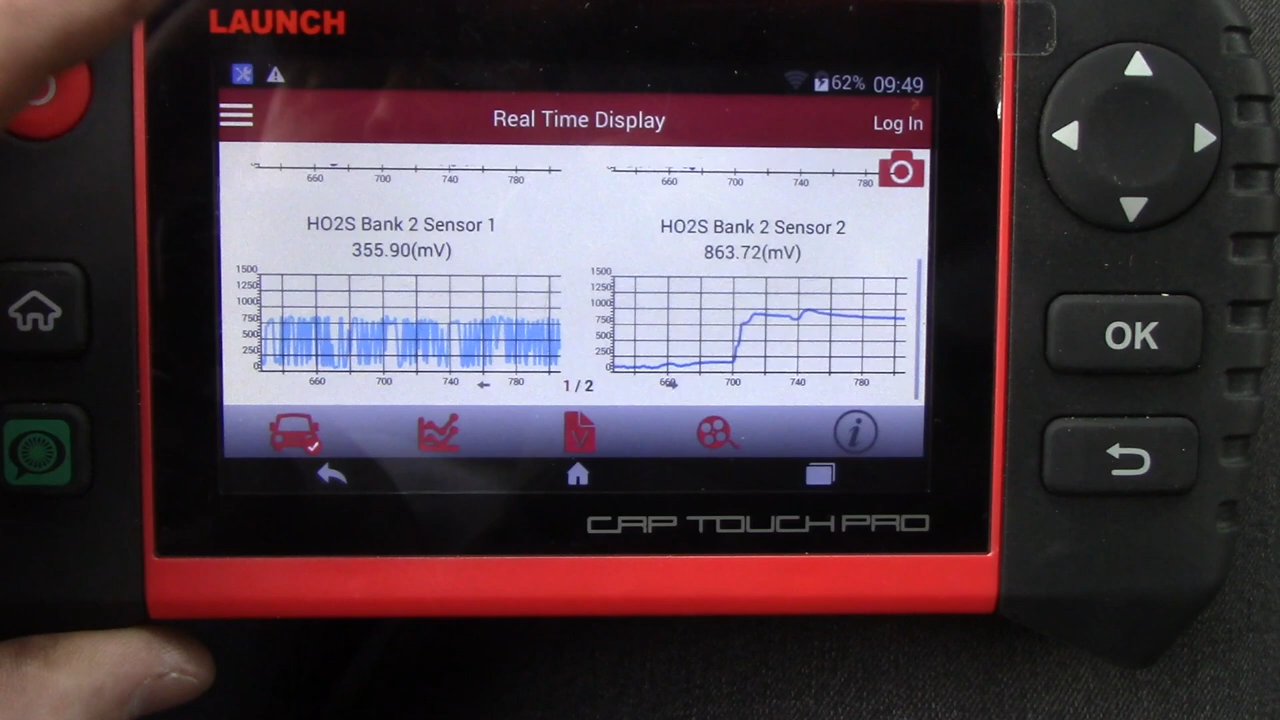 LAUNCH
62% 09:49
Real Time Display
Log In
660 700 740 780
660 700 740 780
HO2S Bank 2 Sensor 1
355.90(mV)
HO2S Bank 2 Sensor 2
863.72(mV)
1500
1250
1000
750
500
250
0
660 700 740 780
1500
1250
1000
750
500
250
0
660 700 740 780
1 / 2
i
CRP TOUCH PRO
OK